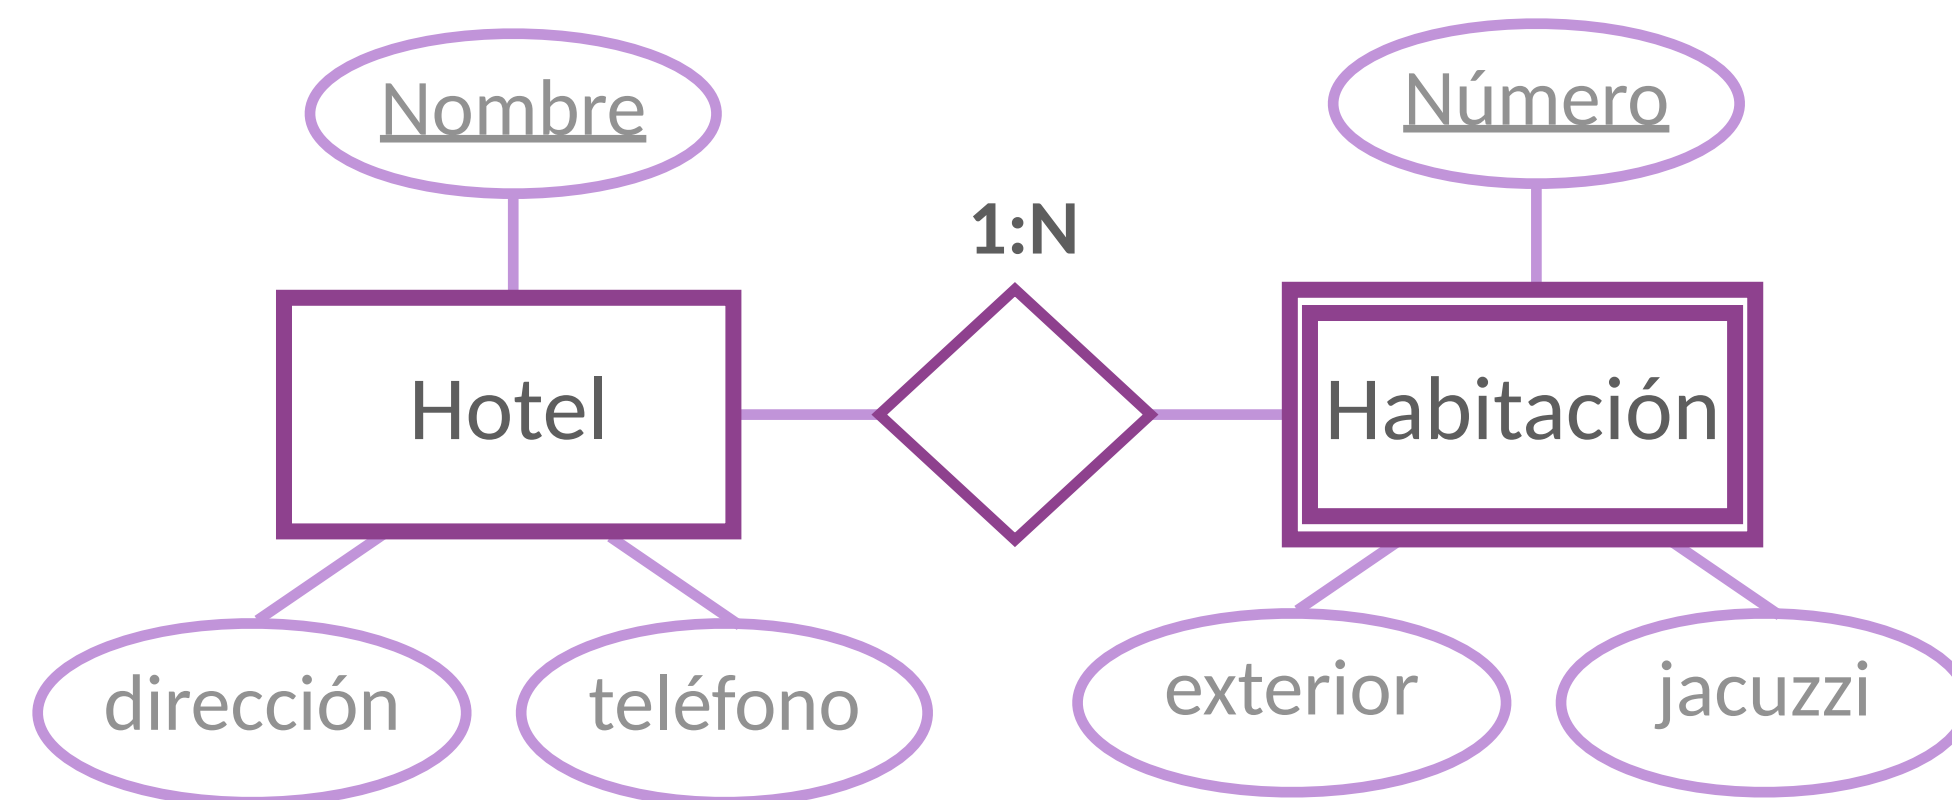 Nombre
Número
1:N
Hotel
Habitación
dirección
teléfono
exterior
jacuzzi